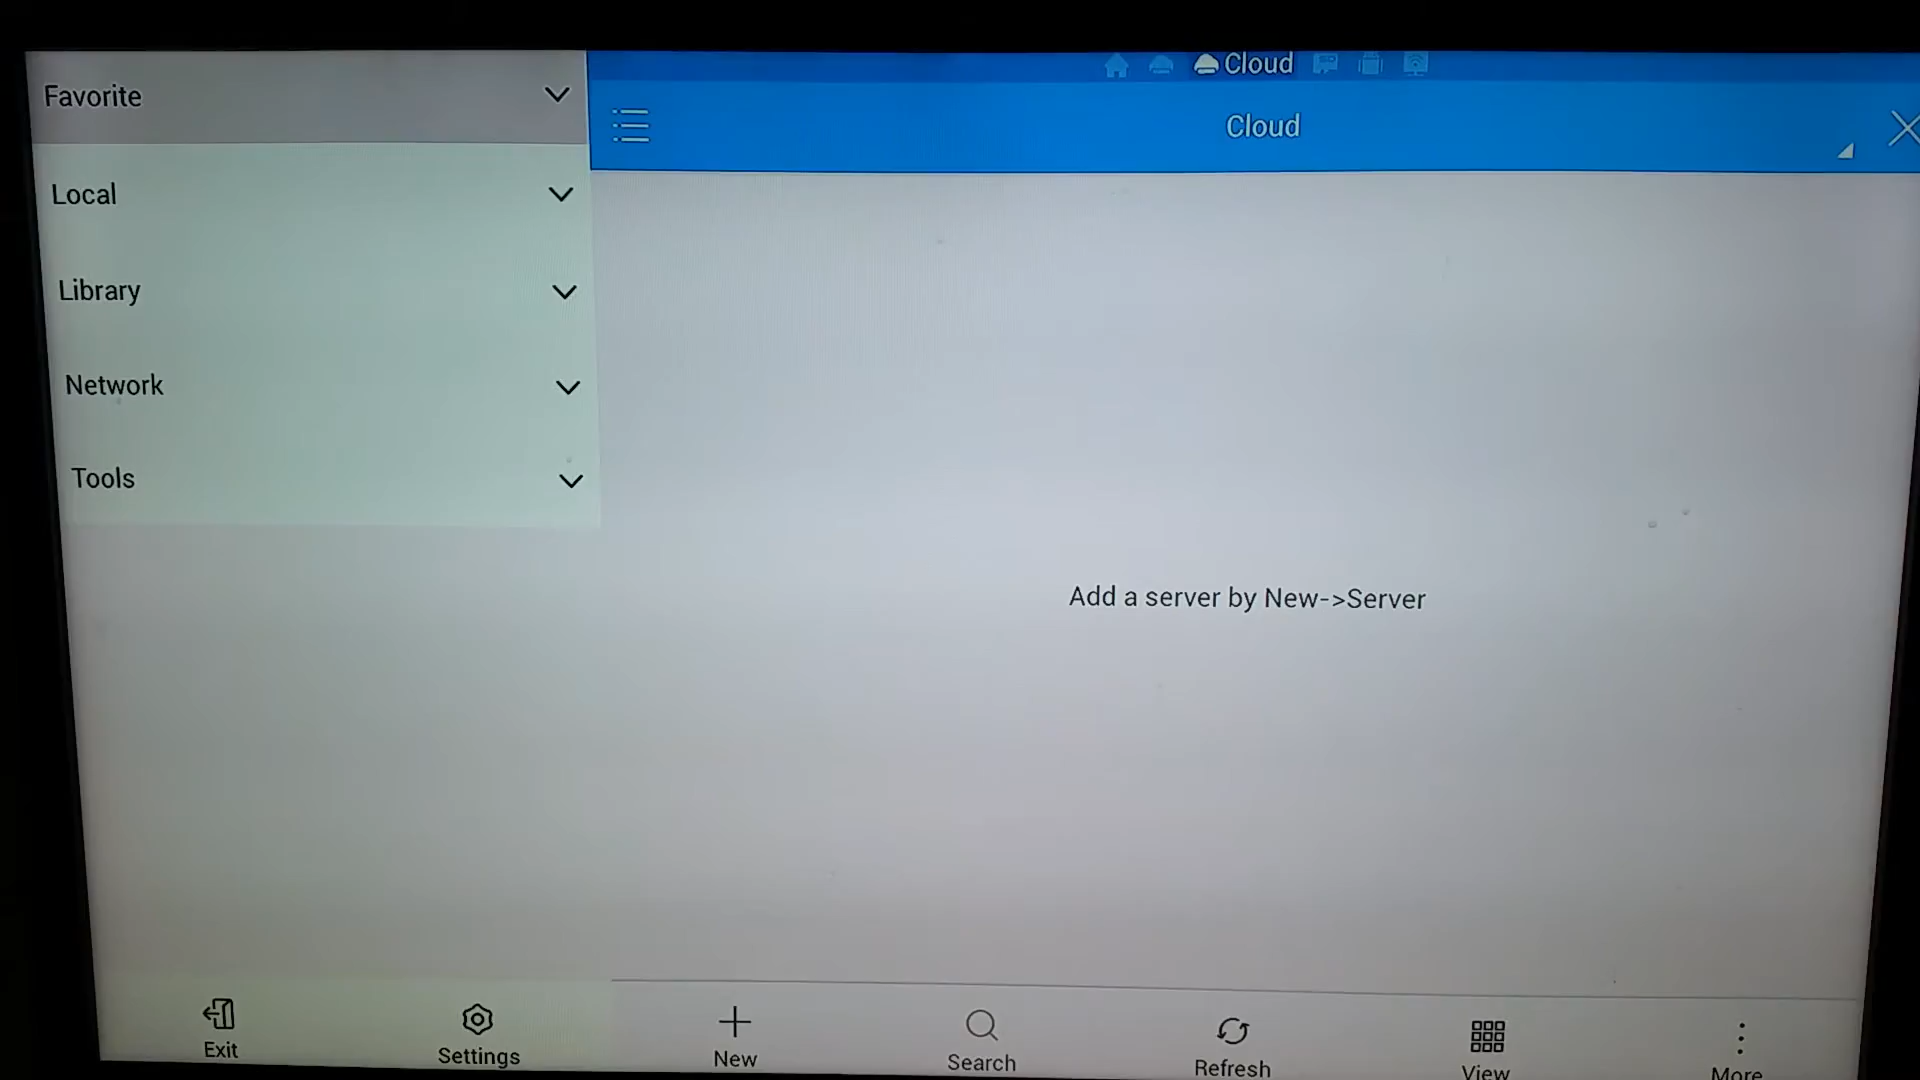 Favorite
Local
Library
Network
Tools
Cloud
Cloud
Add a server by New->Server
Exit
Settings
New
Search
Refresh
View
More